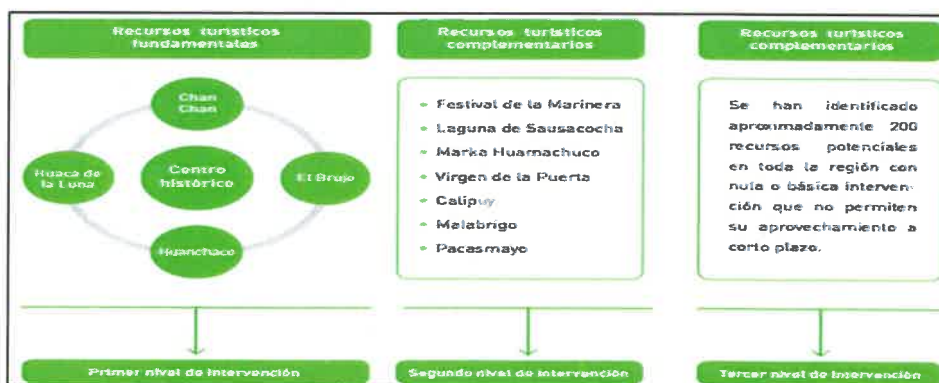 Recursos turísticos
fundamentales
Chan
Chan
Huaca de
la Luna
Centro
histórico
El Brujo
Huanchaco
Primer nivel de intervención
Recursos turísticos
complementarios
• Festival de la Marinera
• Laguna de Sausacocha
• Marka Huamachuco
• Virgen de la Puerta
• Calipuy
• Malabrigo
• Pacasmayo
Segundo nivel de intervención
Recursos turísticos
complementarios
Se han identificado
aproximadamente 200
recursos potenciales
en toda la región con
nula o básica interven-
ción que no permiten
su aprovechamiento a
corto plazo.
Tercer nivel de intervención